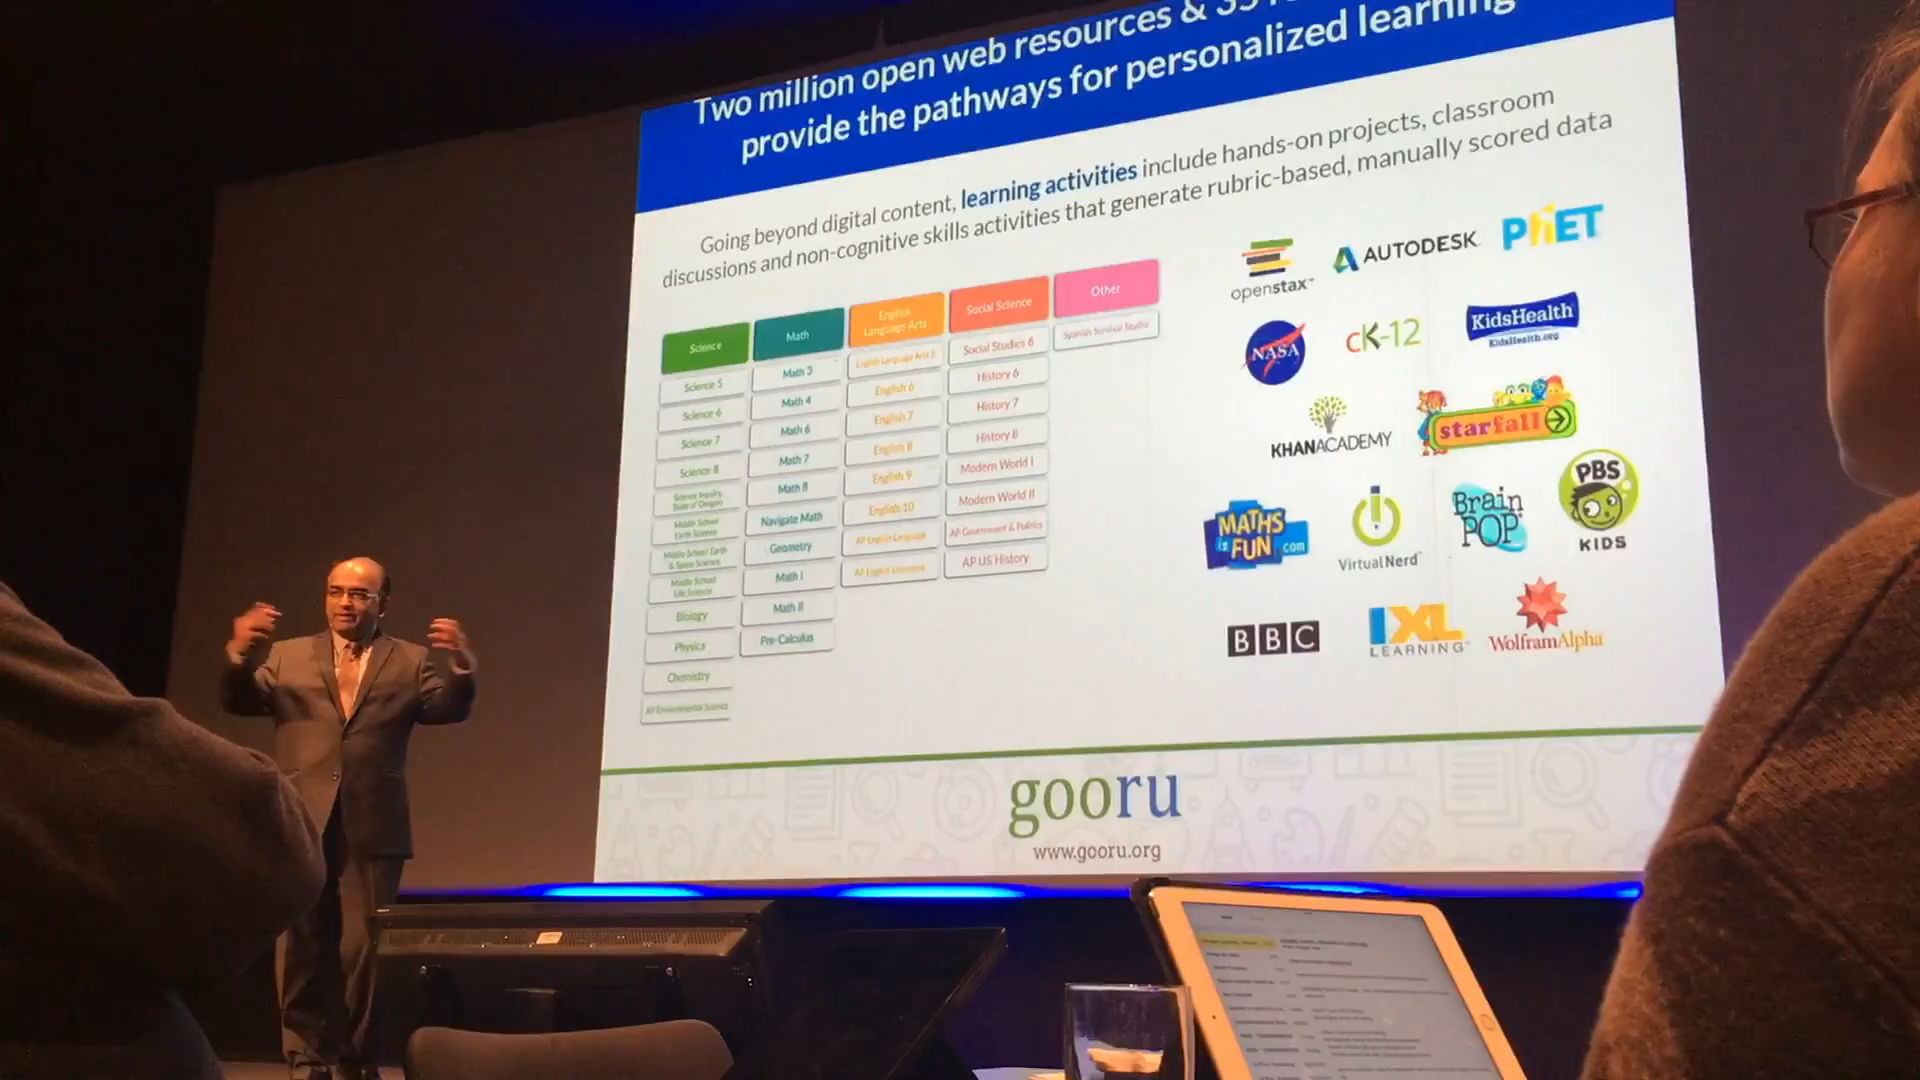 Two million open web resources &
provide the pathways for personalized learning
Going beyond digital content, learning activities include hands-on projects, classroom
discussions and non-cognitive skills activities that generate rubric-based, manually scored data
Science
Science 5
Science 6
Science 7
Science 8
Middle School
Earth Science
Middle School Earth
& Space Science
Middle School
Life Science
Biology
Physics
Chemistry
AP Environmental Science
Math
Math 3
Math 4
Math 6
Math 7
Math 8
Navigate Math
Geometry
Math I
Math II
Pre-Calculus
English
Language Arts
English Language Arts
English 6
English 7
English 8
English 9
English 10
AP English Language
AP English Literature
Social Science
Social Studies 6
History 6
History 7
History 8
Modern World I
Modern World II
AP Government & Politics
AP US History
Other
Spanish Survival Studio
openstax™
AUTODESK
PhET
NASA
cK-12
KidsHealth
KidsHealth.org
KHANACADEMY
starfall
MATHS
is FUN .com
VirtualNerd
Brain
POP
PBS
KIDS
BBC
IXL
LEARNING
WolframAlpha
gooru
www.gooru.org